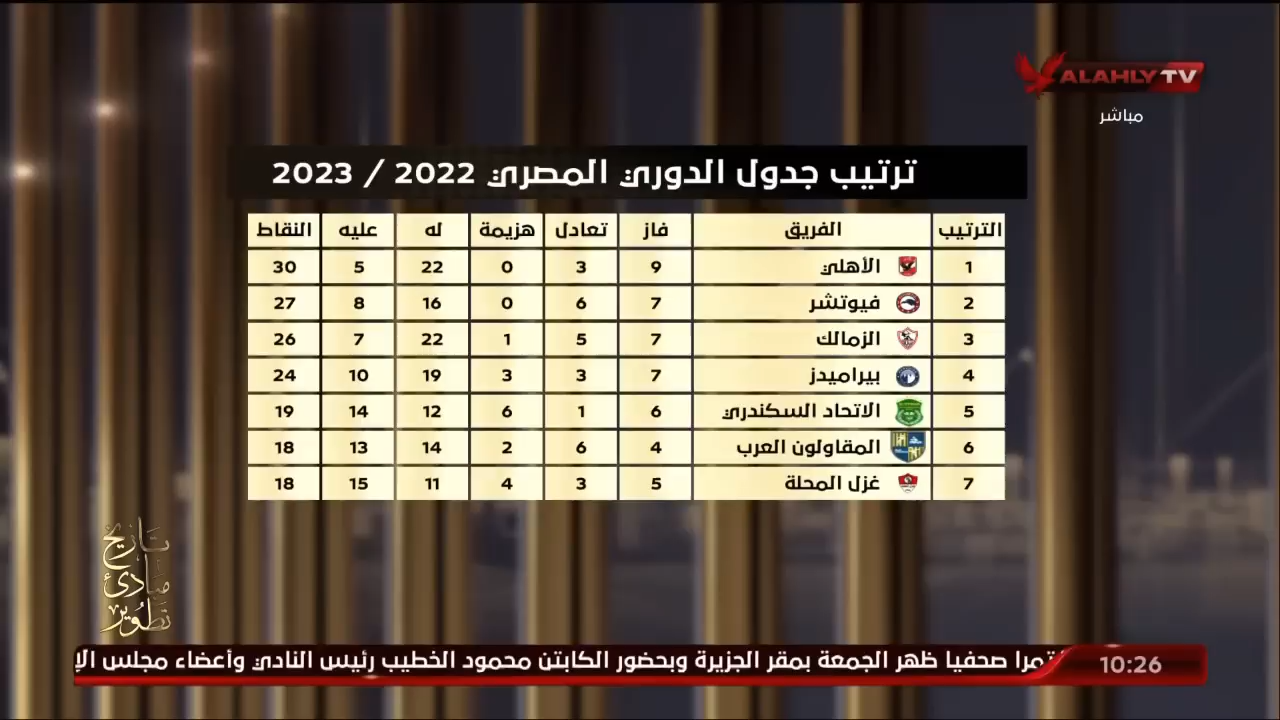 ALAHLY TV
مباشر
ترتيب جدول الدوري المصري 2022 / 2023
الترتيب الفريق فاز تعادل هزيمة له عليه النقاط
1 الأهلي 9 3 0 22 5 30
2 فيوتشر 7 6 0 16 8 27
3 الزمالك 7 5 1 22 7 26
4 بيراميدز 7 3 3 19 10 24
5 الاتحاد السكندري 6 1 6 12 14 19
6 المقاولون العرب 4 6 2 14 13 18
7 غزل المحلة 5 3 4 11 15 18
تاريخ
مبادئ
تطوير
10:26 تمرا صحفيا ظهر الجمعة بمقر الجزيرة وبحضور الكابتن محمود الخطيب رئيس النادي وأعضاء مجلس الإ